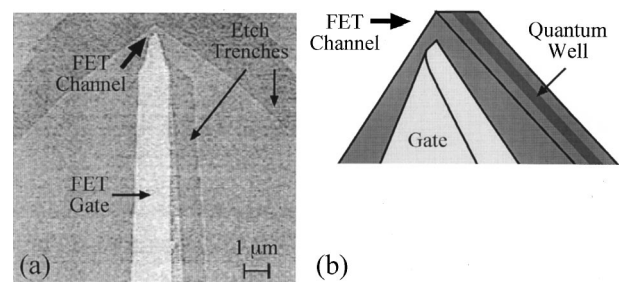 FET
Channel
Etch
Trenches
FET
Gate
1 μm
(a)
FET
Channel
Quantum
Well
Gate
(b)